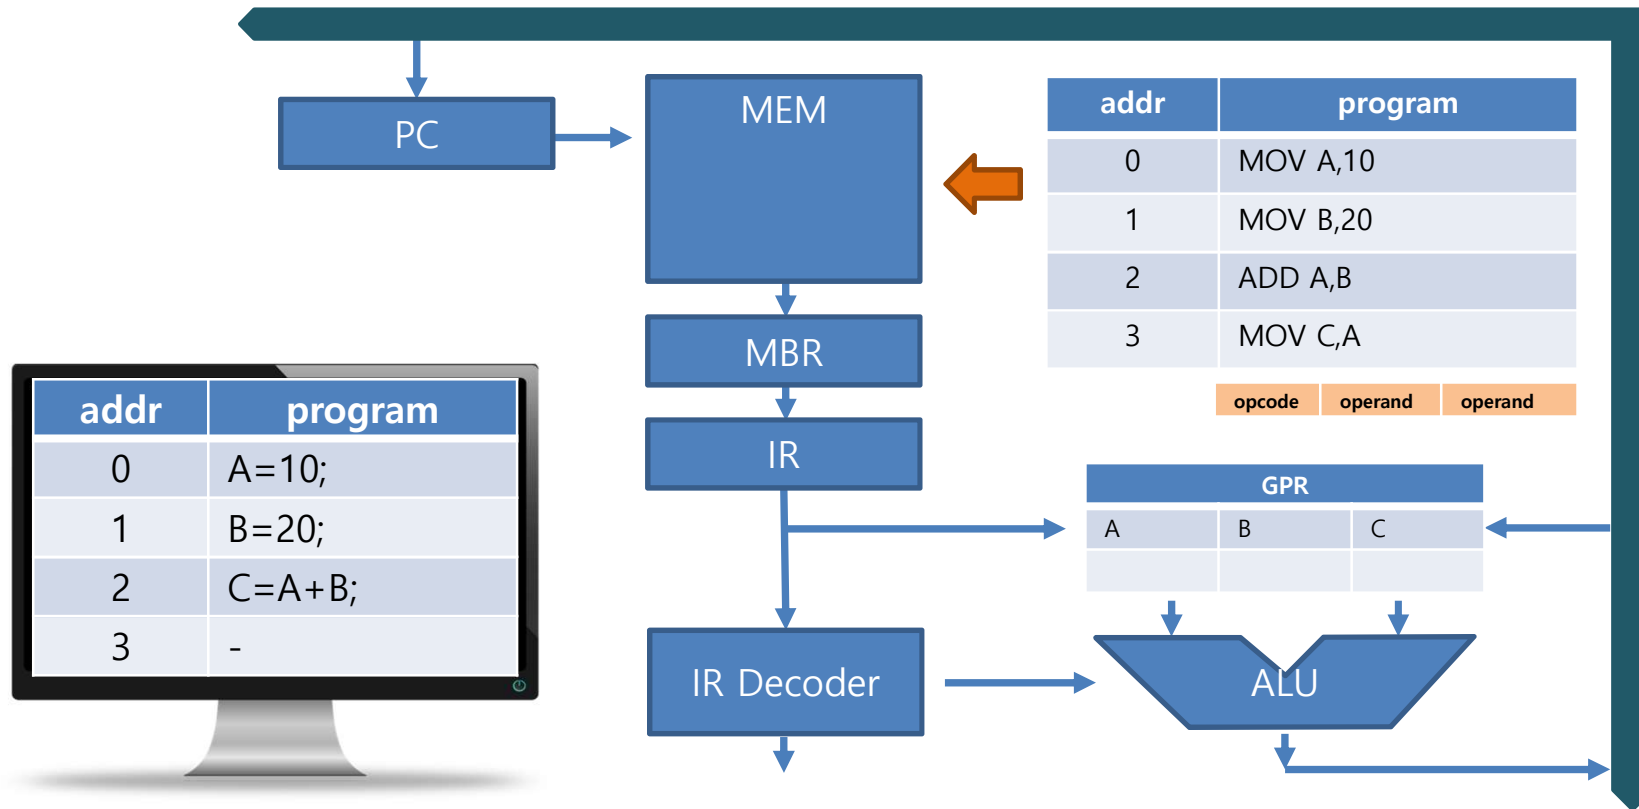 PC
MEM
addr program
0 MOV A,10
1 MOV B,20
2 ADD A,B
3 MOV C,A
opcode operand operand
MBR
IR
addr program
0 A=10;
1 B=20;
2 C=A+B;
3 -
GPR
A B C
IR Decoder
ALU